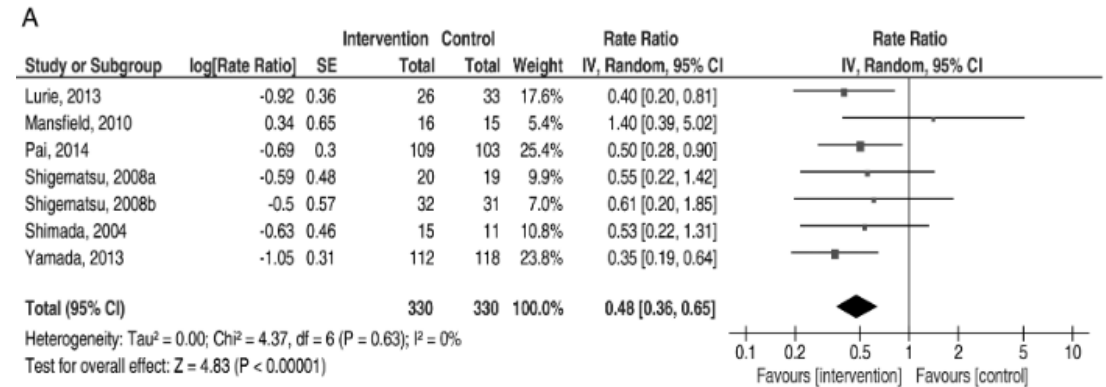 A
Intervention Control Rate Ratio Rate Ratio
Study or Subgroup log[Rate Ratio] SE Total Total Weight IV, Random, 95% CI IV, Random, 95% CI
Lurie, 2013 -0.92 0.36 26 33 17.6% 0.40 [0.20, 0.81]
Mansfield, 2010 0.34 0.65 16 15 5.4% 1.40 [0.39, 5.02]
Pai, 2014 -0.69 0.3 109 103 25.4% 0.50 [0.28, 0.90]
Shigematsu, 2008a -0.59 0.48 20 19 9.9% 0.55 [0.22, 1.42]
Shigematsu, 2008b -0.5 0.57 32 31 7.0% 0.61 [0.20, 1.85]
Shimada, 2004 -0.63 0.46 15 11 10.8% 0.53 [0.22, 1.31]
Yamada, 2013 -1.05 0.31 112 118 23.8% 0.35 [0.19, 0.64]
Total (95% CI) 330 330 100.0% 0.48 [0.36, 0.65]
Heterogeneity: Tau² = 0.00; Chi² = 4.37, df = 6 (P = 0.63); I² = 0%
Test for overall effect: Z = 4.83 (P < 0.00001)
0.1 0.2 0.5 1 2 5 10
Favours [intervention] Favours [control]